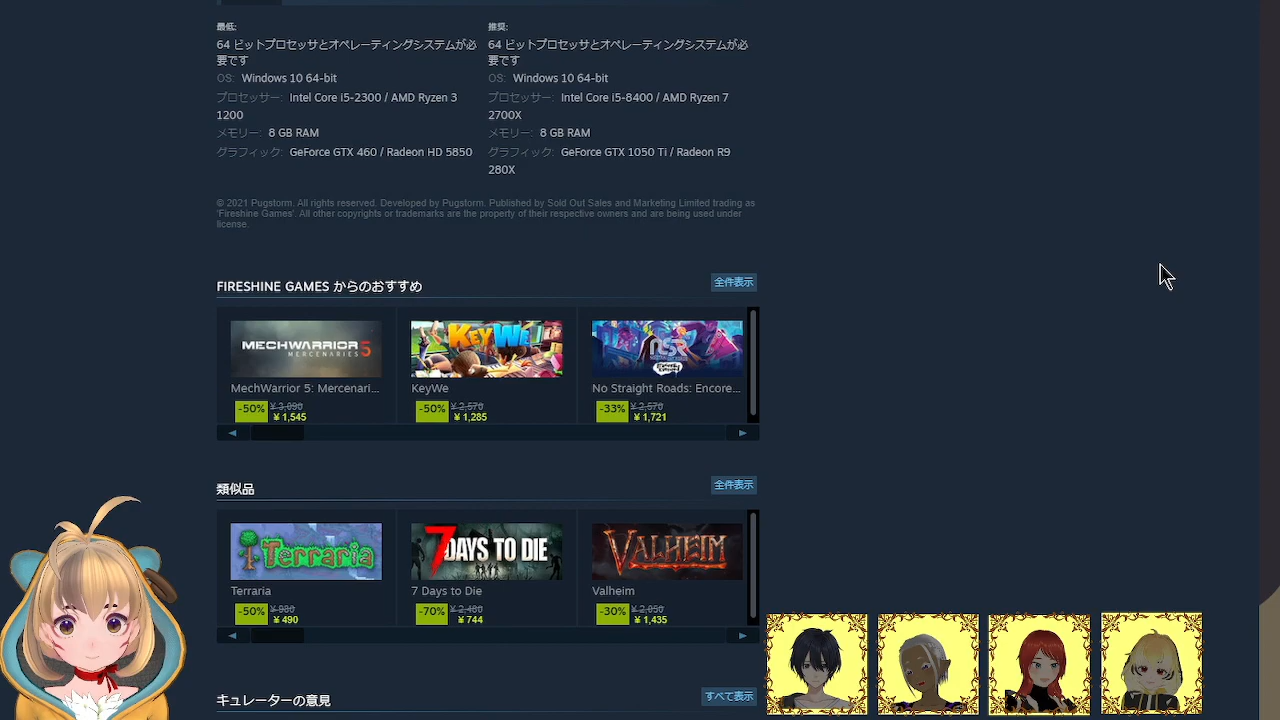 最低:
64 ビットプロセッサとオペレーティングシステムが必
要です
OS: Windows 10 64-bit
プロセッサー: Intel Core i5-2300 / AMD Ryzen 3
1200
メモリー: 8 GB RAM
グラフィック: GeForce GTX 460 / Radeon HD 5850
推奨:
64 ビットプロセッサとオペレーティングシステムが必
要です
OS: Windows 10 64-bit
プロセッサー: Intel Core i5-8400 / AMD Ryzen 7
2700X
メモリー: 8 GB RAM
グラフィック: GeForce GTX 1050 Ti / Radeon R9
280X
© 2021 Pugstorm. All rights reserved. Developed by Pugstorm. Published by Sold Out Sales and Marketing Limited trading as
'Fireshine Games'. All other copyrights or trademarks are the property of their respective owners and are being used under
license.
FIRESHINE GAMES からのおすすめ
全件表示
MECHWARRIOR 5
MERCENARIES
KEYWE
NSR
MechWarrior 5: Mercenari...
KeyWe
No Straight Roads: Encore...
-50% ¥ 3,090
¥ 1,545
-50% ¥ 2,570
¥ 1,285
-33% ¥ 2,570
¥ 1,721
類似品
全件表示
Terraria
7 DAYS TO DIE
VALHEIM
Terraria
7 Days to Die
Valheim
-50% ¥ 980
¥ 490
-70% ¥ 2,480
¥ 744
-30% ¥ 2,050
¥ 1,435
キュレーターの意見
すべて表示